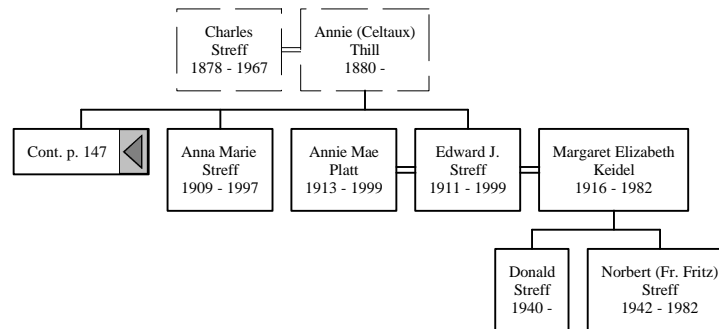 Charles
Streff
1878 - 1967
Annie (Celtaux)
Thill
1880 -
Cont. p. 147
Anna Marie
Streff
1909 - 1997
Annie Mae
Platt
1913 - 1999
Edward J.
Streff
1911 - 1999
Margaret Elizabeth
Keidel
1916 - 1982
Donald
Streff
1940 -
Norbert (Fr. Fritz)
Streff
1942 - 1982